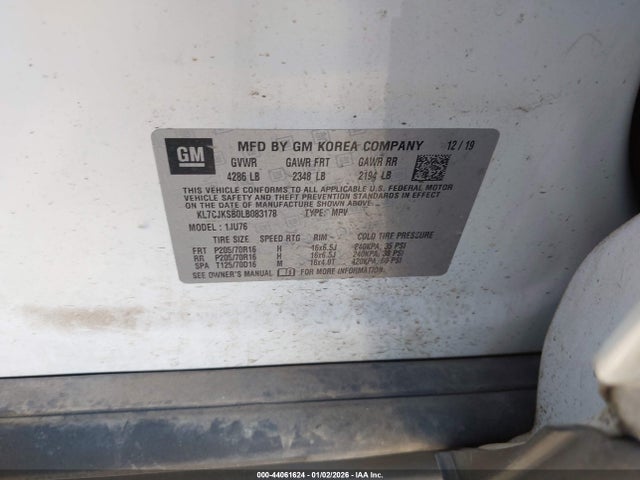 GM
MFD BY GM KOREA COMPANY 12/19
GVWR GAWR FRT GAWR RR
4286 LB 2348 LB 2194 LB
THIS VEHICLE CONFORMS TO ALL APPLICABLE U.S. FEDERAL MOTOR
VEHICLE SAFETY AND THEFT PREVENTION STANDARDS IN EFFECT
ON THE DATE OF MANUFACTURE SHOWN ABOVE.
KL7CJKSB0LB083178 TYPE: MPV
MODEL : 1JU76
TIRE SIZE SPEED RTG RIM COLD TIRE PRESSURE
FRT P205/70R16 H 16x6.5J 240KPA, 35 PSI
RR P205/70R16 H 16x6.5J 240KPA, 35 PSI
SPA T125/70D16 M 16x4.0T 420KPA, 60 PSI
SEE OWNER'S MANUAL FOR MORE INFORMATION.
000-44061624 - 01/02/2026 - IAAC